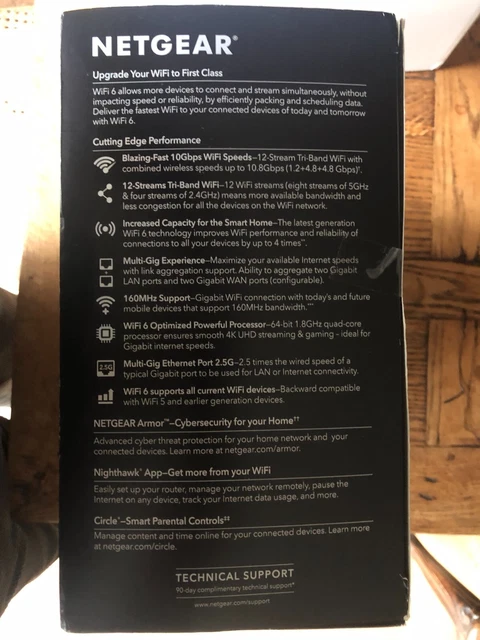 NETGEAR®
Upgrade Your WiFi to First Class
WiFi 6 allows more devices to connect and stream simultaneously, without
impacting speed or reliability, by efficiently packing and scheduling data.
Deliver the fastest WiFi to your connected devices of today and tomorrow
with WiFi 6.
Cutting Edge Performance
Blazing-Fast 10Gbps WiFi Speeds–12-Stream Tri-Band WiFi with
combined wireless speeds up to 10.8Gbps (1.2+4.8+4.8 Gbps)†.
12-Streams Tri-Band WiFi–12 WiFi streams (eight streams of 5GHz
& four streams of 2.4GHz) means more available bandwidth and
less congestion for all the devices on the WiFi network.
Increased Capacity for the Smart Home–The latest generation
WiFi 6 technology improves WiFi performance and reliability of
connections to all your devices by up to 4 times**.
Multi-Gig Experience–Maximize your available Internet speeds
with link aggregation support. Ability to aggregate two Gigabit
LAN ports and two Gigabit WAN ports (configurable).
160MHz Support–Gigabit WiFi connection with today's and future
mobile devices that support 160MHz bandwidth.***
WiFi 6 Optimized Powerful Processor–64-bit 1.8GHz quad-core
processor ensures smooth 4K UHD streaming & gaming - ideal for
Gigabit internet speeds.
2.5G
Multi-Gig Ethernet Port 2.5G–2.5 times the wired speed of a
typical Gigabit port to be used for LAN or Internet connectivity.
WiFi 6 supports all current WiFi devices–Backward compatible
with WiFi 5 and earlier generation devices.
NETGEAR Armor™–Cybersecurity for your Home††
Advanced cyber threat protection for your home network and your
connected devices. Learn more at netgear.com/armor.
Nighthawk® App–Get more from your WiFi
Easily set up your router, manage your network remotely, pause the
Internet on any device, track your Internet data usage, and more.
Circle®–Smart Parental Controls‡‡
Manage content and time online for your connected devices. Learn more
at netgear.com/circle.
TECHNICAL SUPPORT
90-day complimentary technical support*
www.netgear.com/support